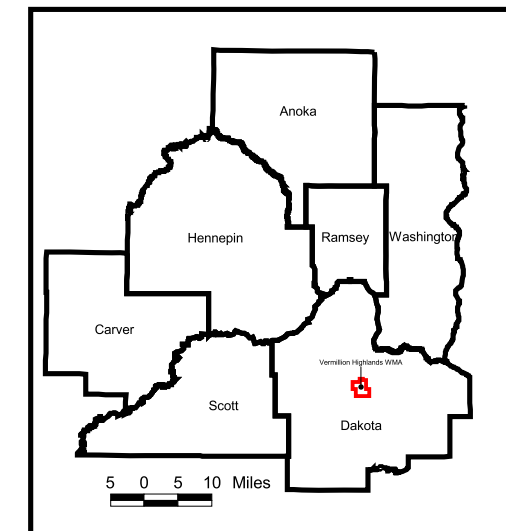 Anoka
Hennepin
Ramsey
Washington
Carver
Vermillion Highlands WMA
Scott
Dakota
5 0 5 10 Miles